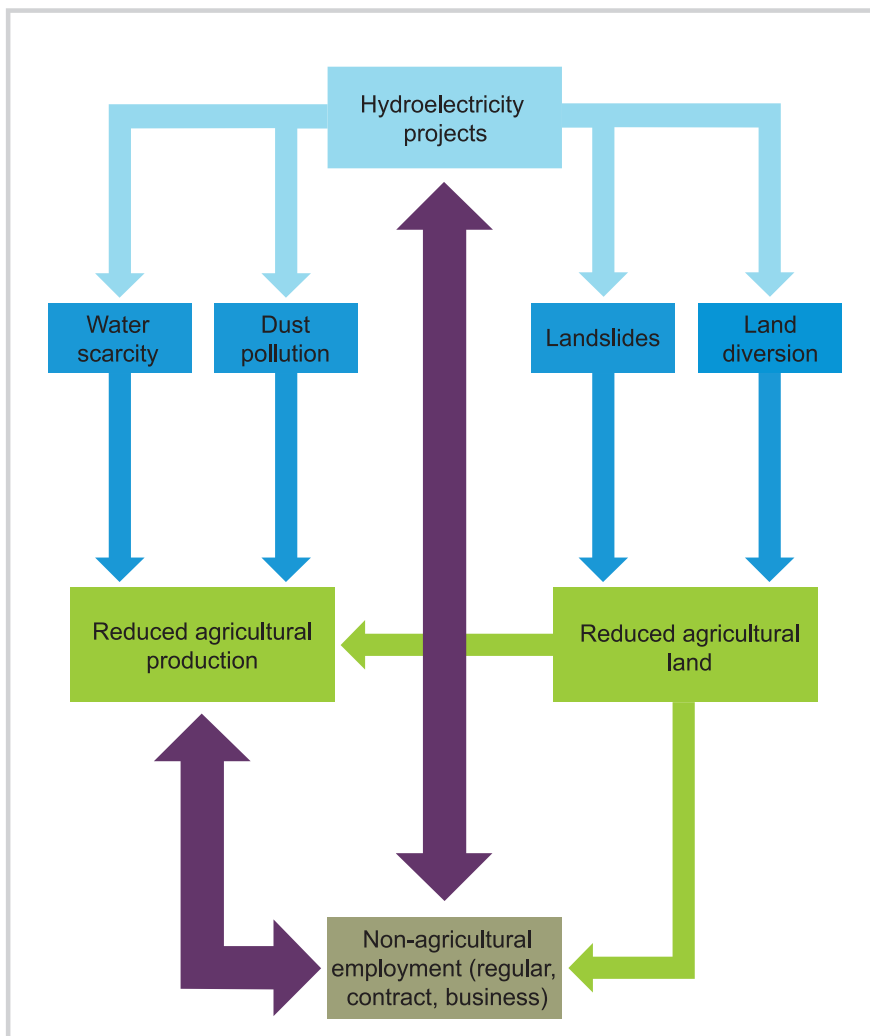 Hydroelectricity
projects
Water
scarcity
Dust
pollution
Landslides
Land
diversion
Reduced agricultural
production
Reduced agricultural
land
Non-agricultural
employment (regular,
contract, business)